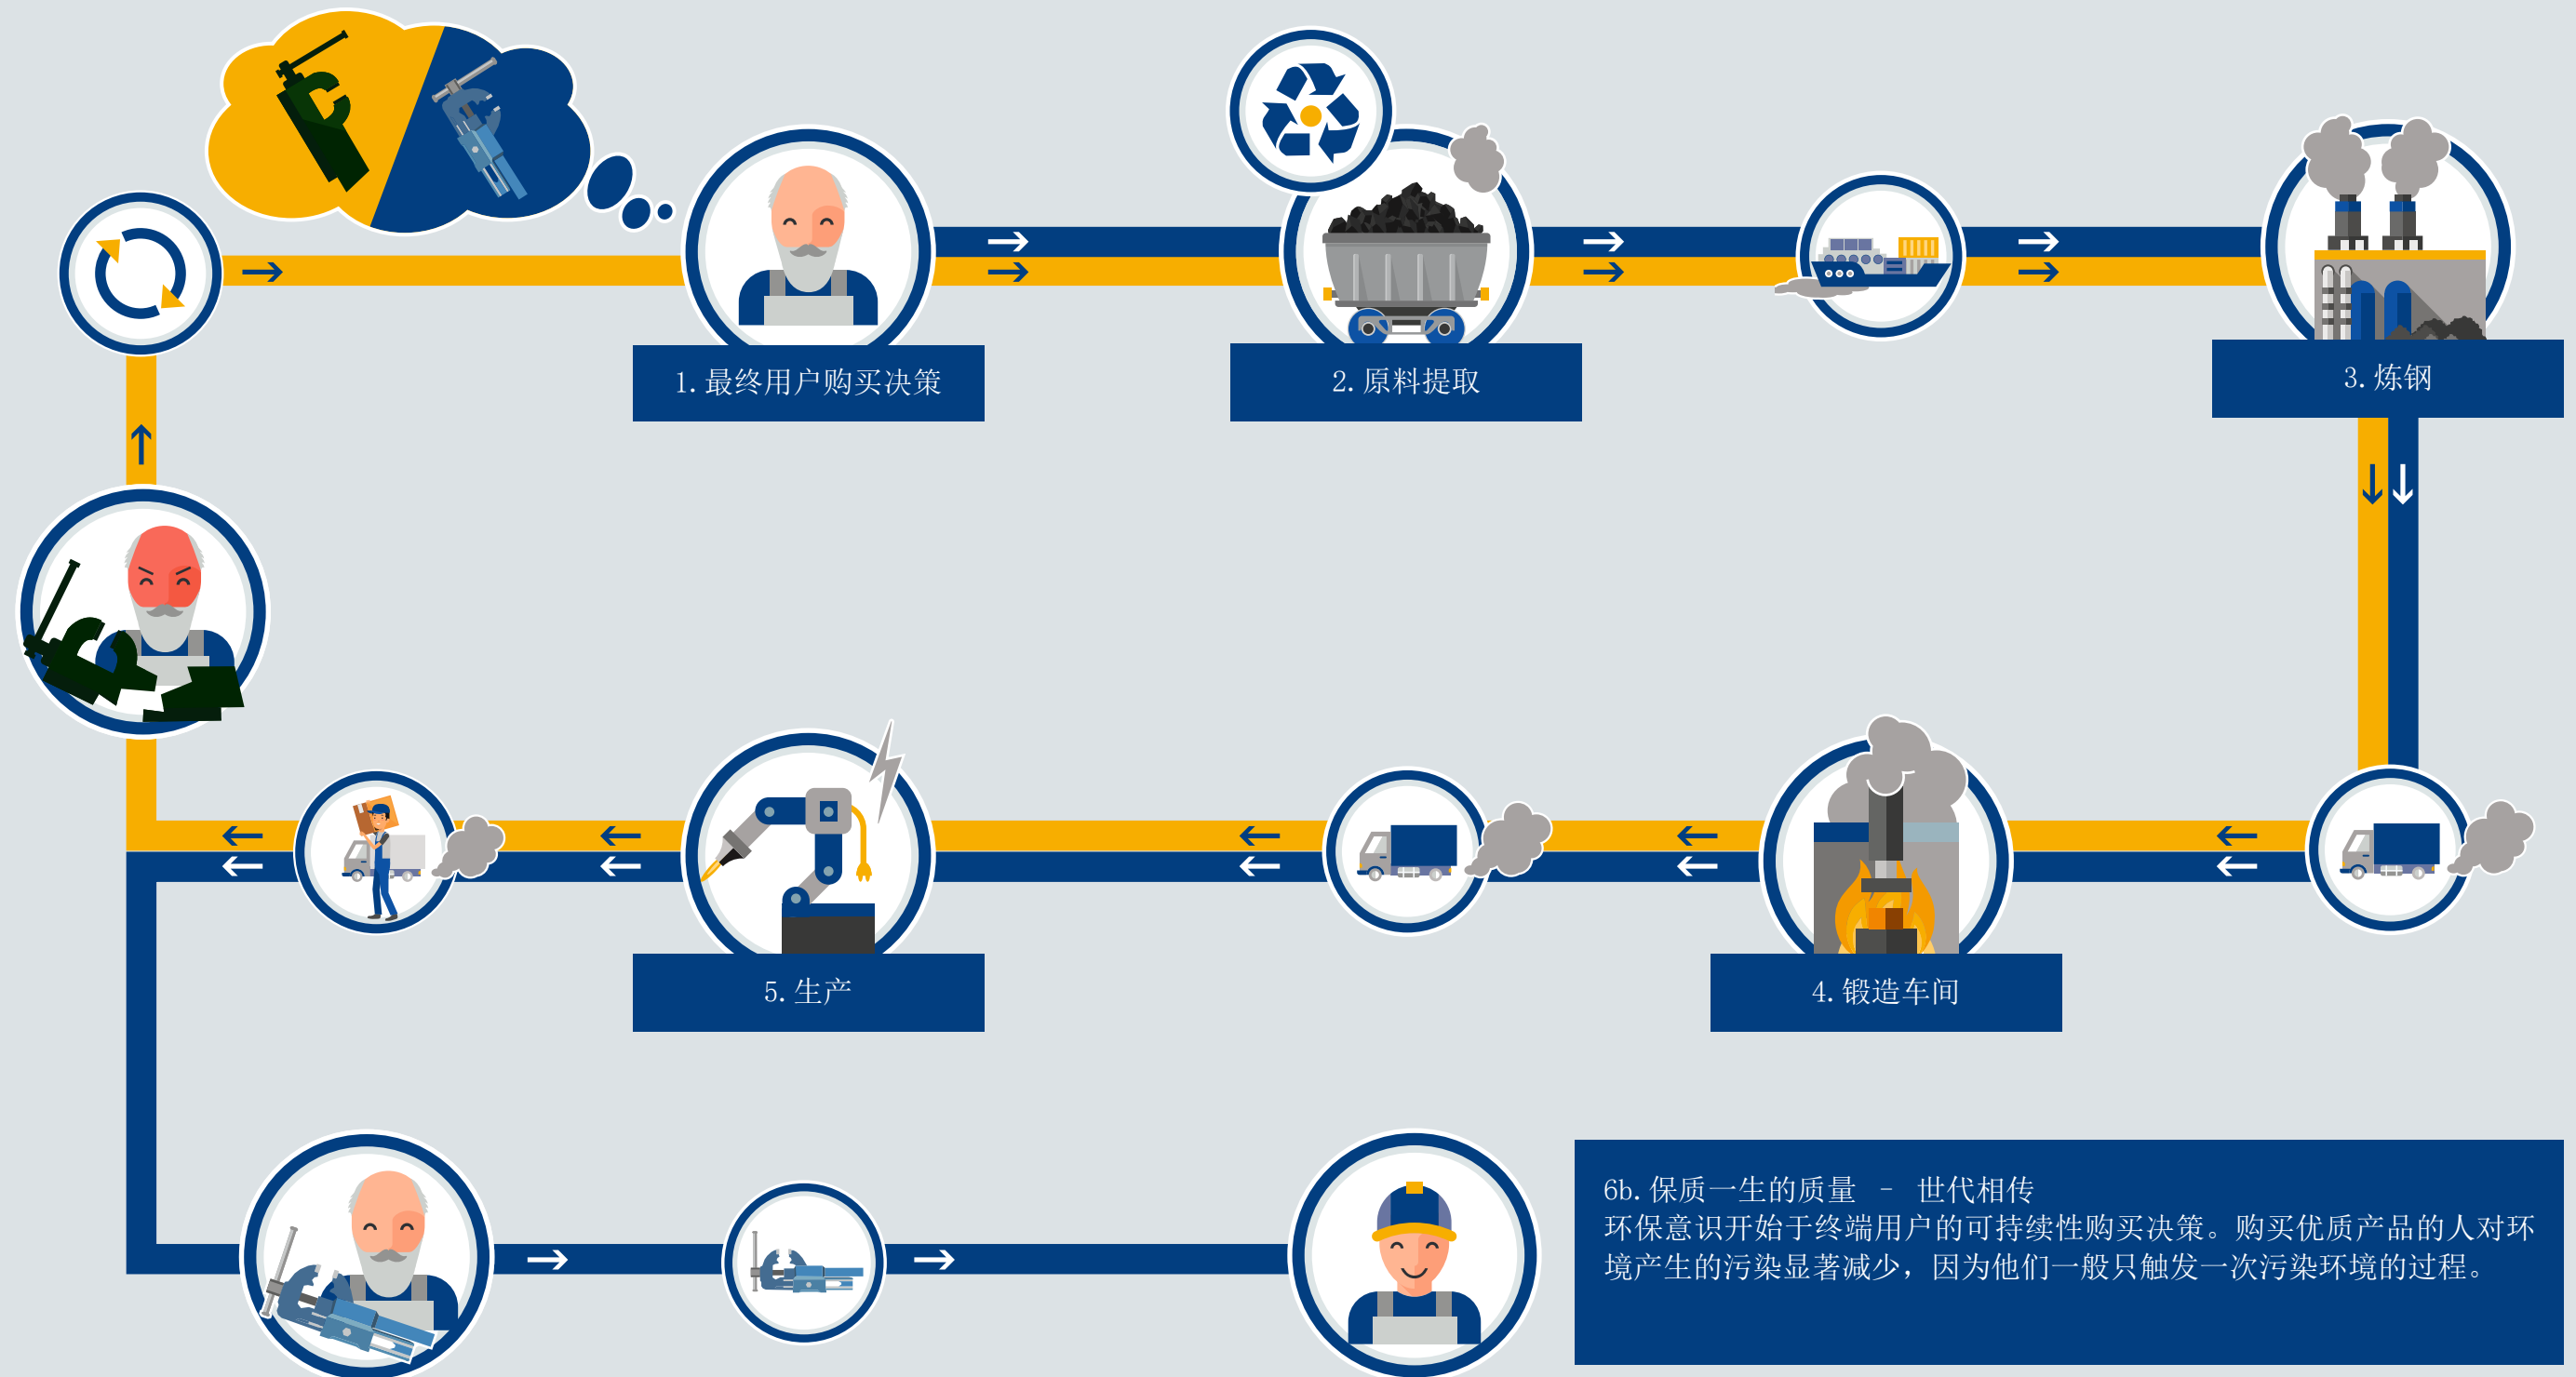 1.最终用户购买决策
2.原料提取
3.炼钢
5.生产
4.锻造车间
6b.保质一生的质量 - 世代相传
环保意识开始于终端用户的可持续性购买决策。购买优质产品的人对环
境产生的污染显著减少，因为他们一般只触发一次污染环境的过程。